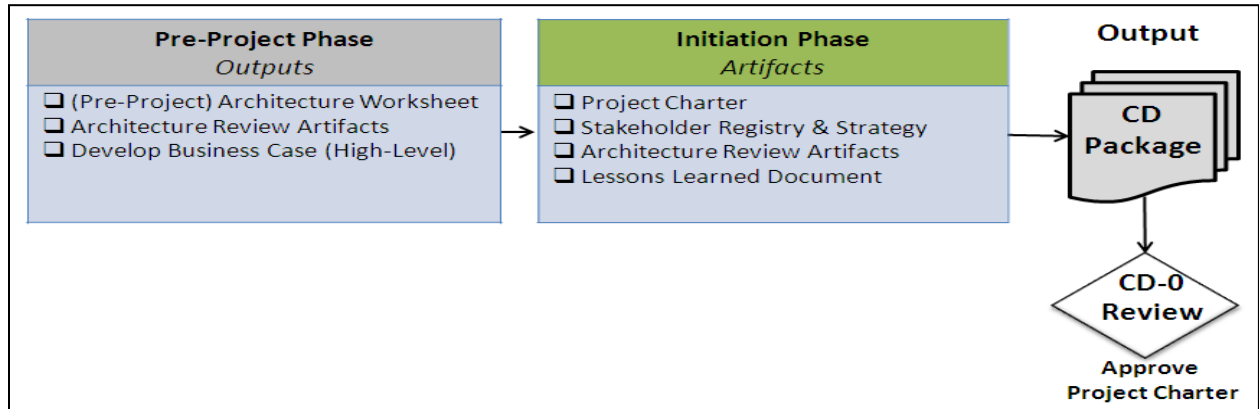 Pre-Project Phase
Outputs
❑ (Pre-Project) Architecture Worksheet
❑ Architecture Review Artifacts
❑ Develop Business Case (High-Level)
Initiation Phase
Artifacts
❑ Project Charter
❑ Stakeholder Registry & Strategy
❑ Architecture Review Artifacts
❑ Lessons Learned Document
Output
CD
Package
CD-0
Review
Approve
Project Charter